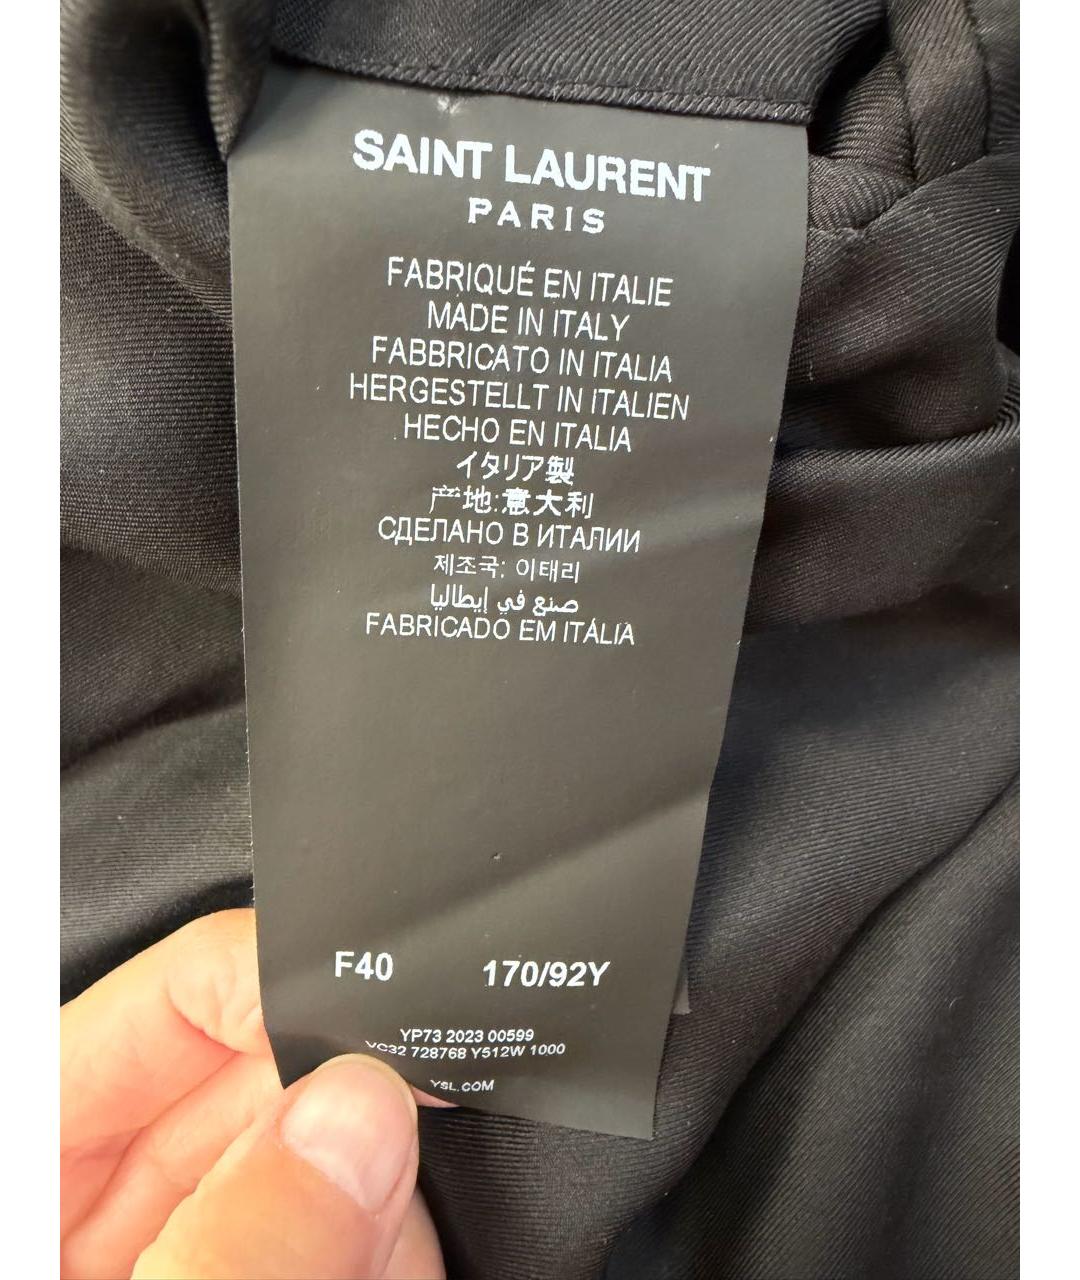 SAINT LAURENT
PARIS
FABRIQUÉ EN ITALIE
MADE IN ITALY
FABBRICATO IN ITALIA
HERGESTELLT IN ITALIEN
HECHO EN ITALIA
イタリア製
产地:意大利
СДЕЛАНО В ИТАЛИИ
제조국: 이태리
صنع في إيطاليا
FABRICADO EM ITÁLIA
F40 170/92Y
YP73 2023 00599
VC32 728768 Y512W 1000
YSL.COM